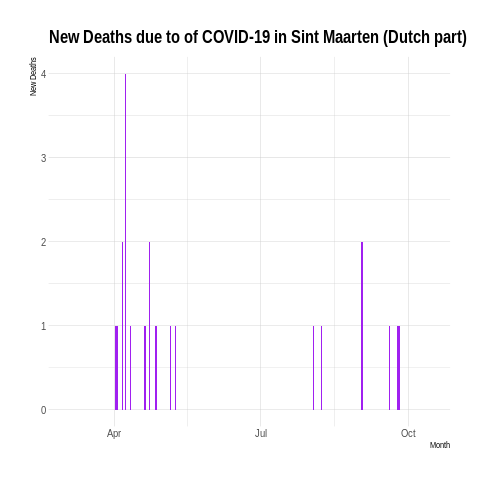 New Deaths due to of COVID-19 in Sint Maarten (Dutch part)
New Deaths
4
3
2
1
0
Apr
Jul
Oct
Month